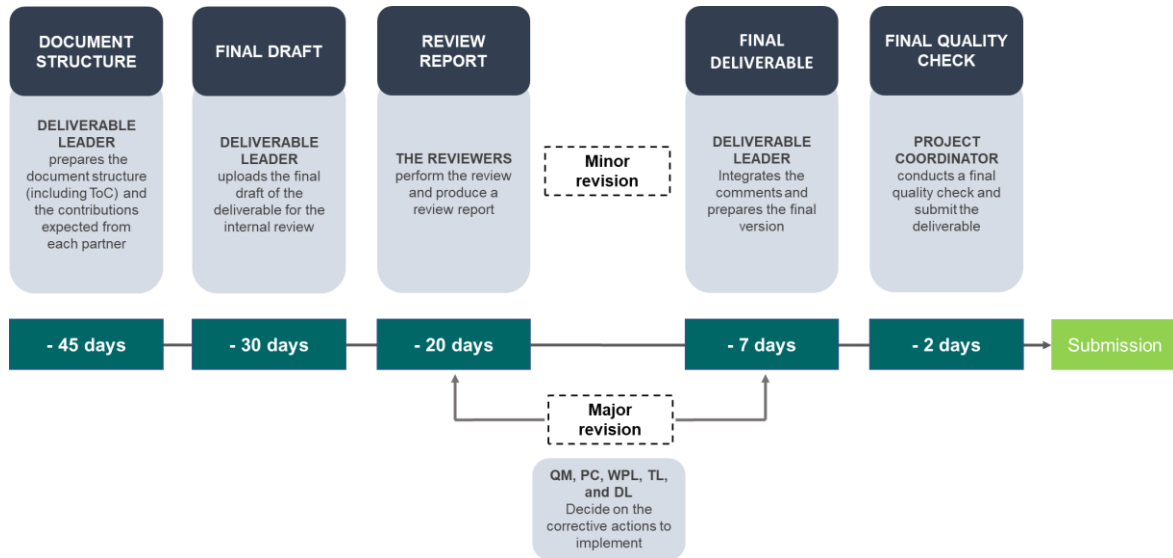 DOCUMENT
STRUCTURE
DELIVERABLE
LEADER
prepares the
document structure
(including ToC) and
the contributions
expected from
each partner
FINAL DRAFT
DELIVERABLE
LEADER
uploads the final
draft of the
deliverable for the
internal review
REVIEW
REPORT
THE REVIEWERS
perform the review
and produce a
review report
Minor
revision
FINAL
DELIVERABLE
DELIVERABLE
LEADER
Integrates the
comments and
prepares the final
version
FINAL QUALITY
CHECK
PROJECT
COORDINATOR
conducts a final
quality check and
submit the
deliverable
- 45 days
- 30 days
- 20 days
- 7 days
- 2 days
Submission
Major
revision
QM, PC, WPL, TL,
and DL
Decide on the
corrective actions to
implement